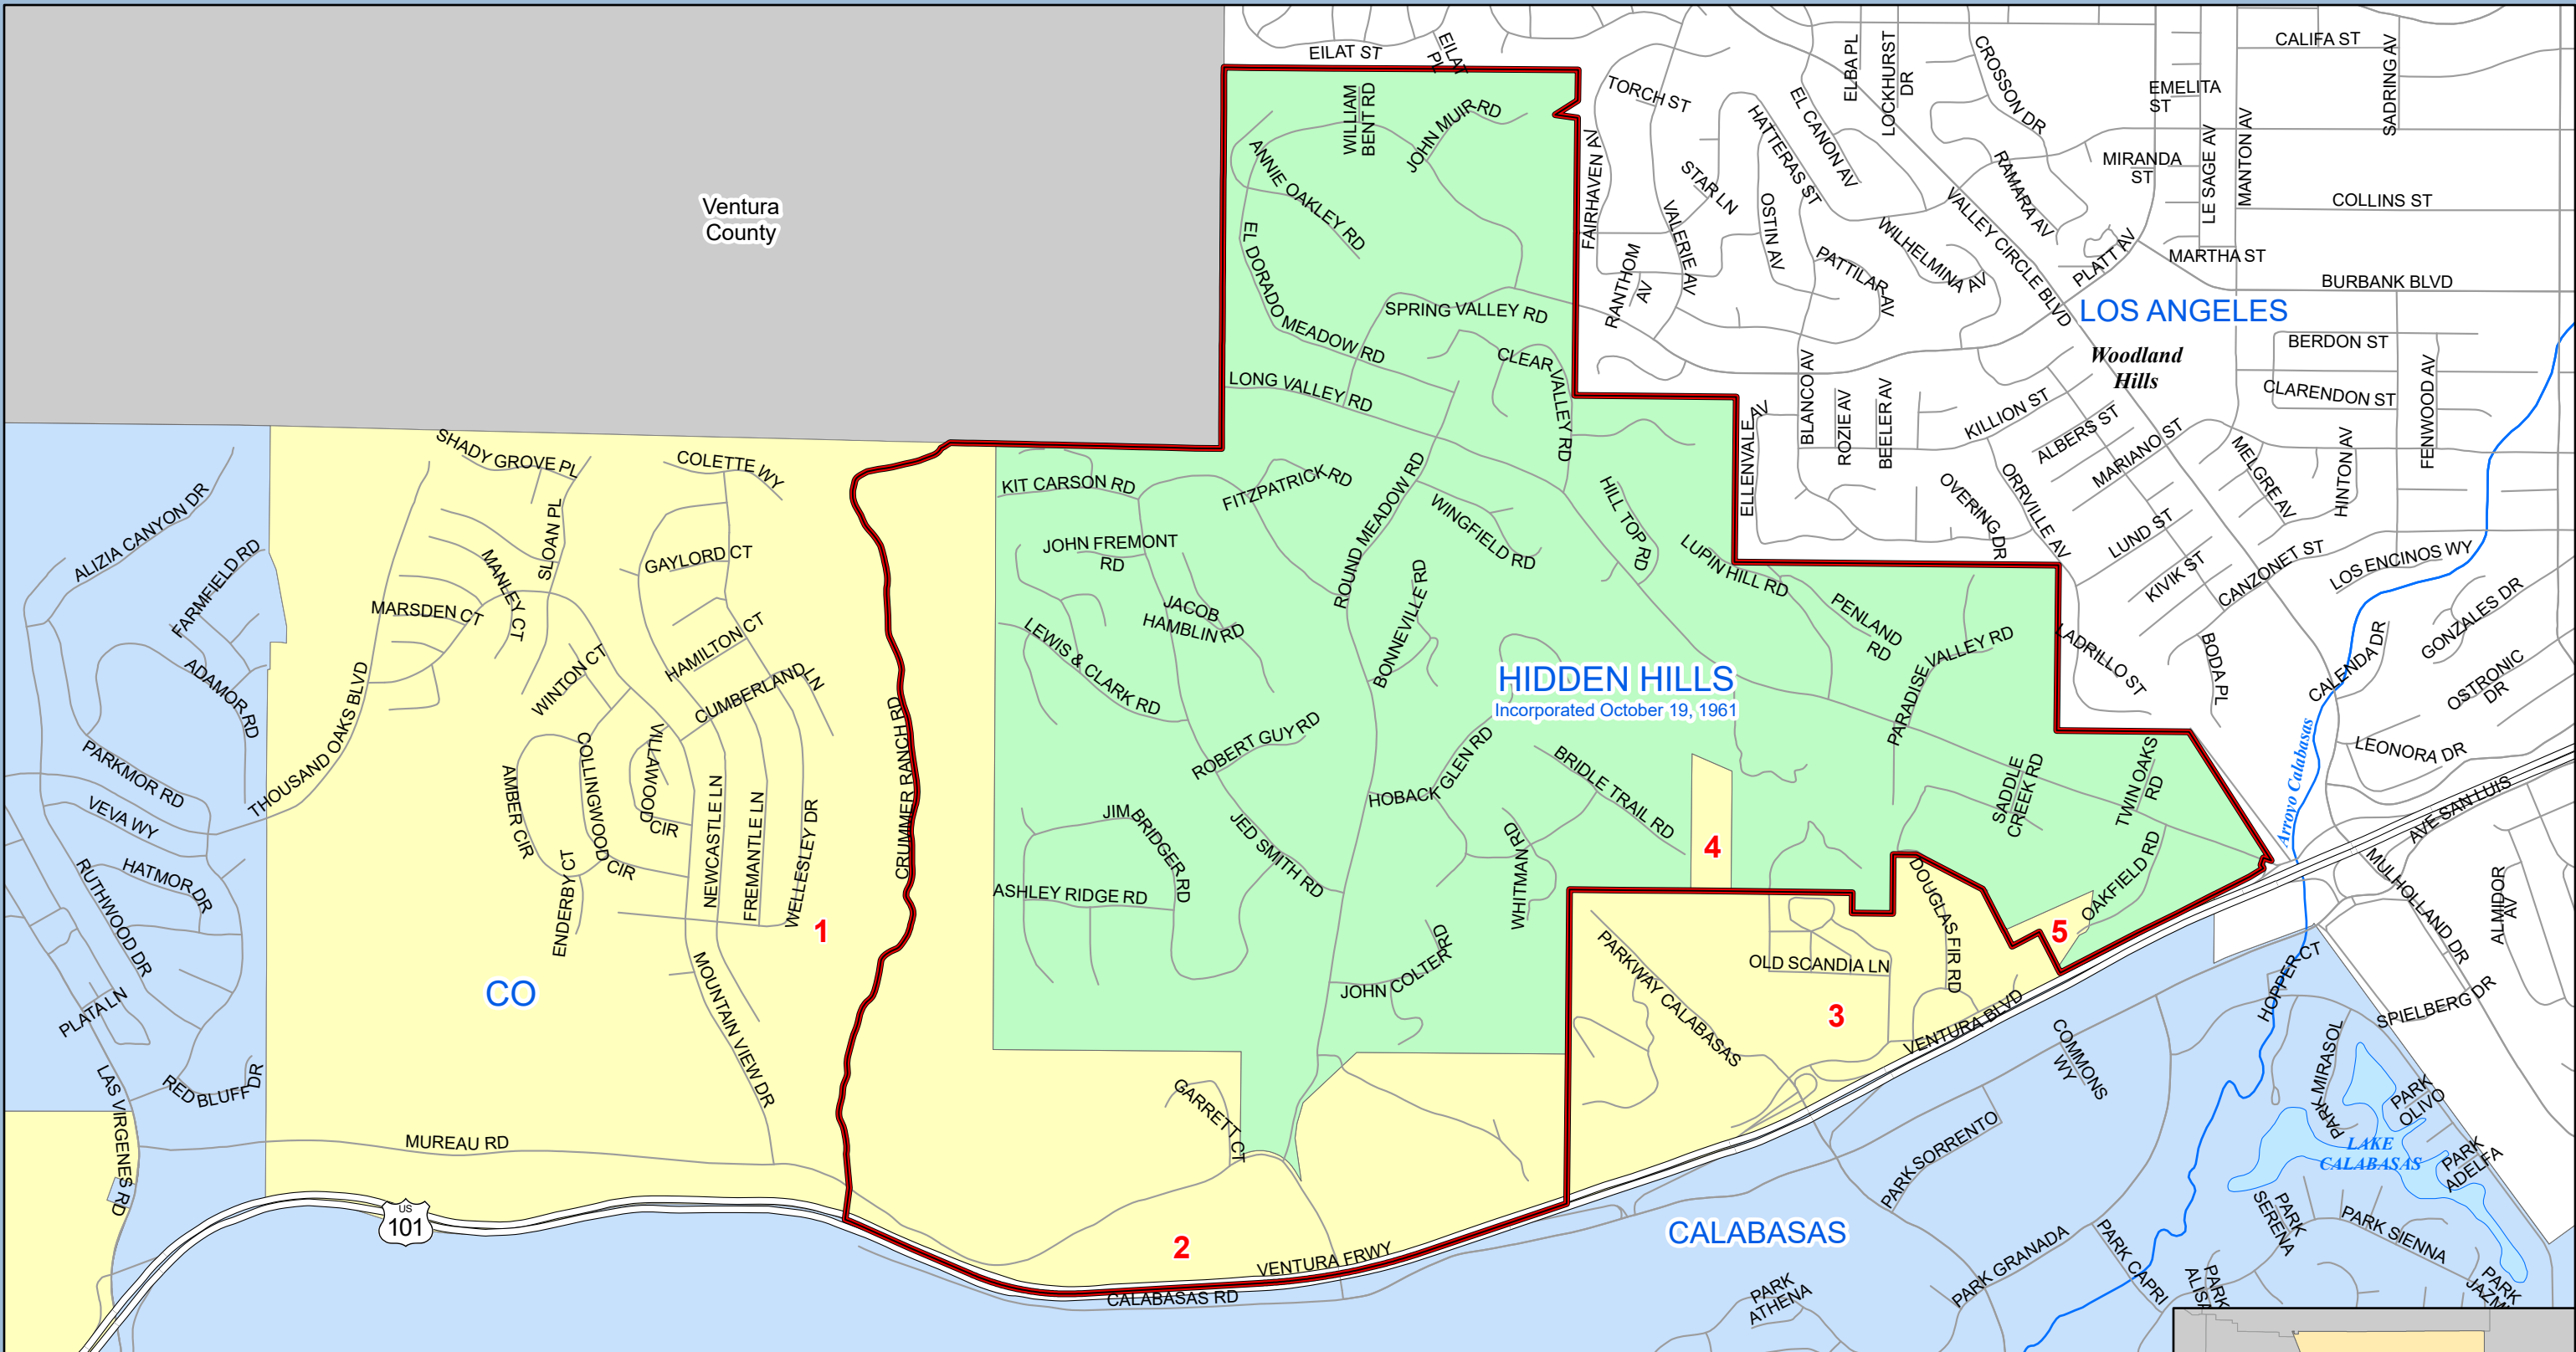 EILAT ST
EILAT
PL
ELBA PL
LOCKHURST
DR
CROSSON DR
CALIFA ST
SADRING AV
EMELITA
ST
TORCH ST
WILLIAM
BENT RD
JOHN MUIR RD
HATTERAS ST
EL CANON AV
LE SAGE AV
MANTON AV
MIRANDA
ST
FAIRHAVEN AV
STAR LN
RAMARA AV
ANNIE OAKLEY RD
Ventura
County
VALERIE AV
OSTIN AV
VALLEY CIRCLE BLVD
COLLINS ST
WILHELMINA AV
PLATT AV
MARTHA ST
EL DORADO MEADOW RD
RANTHOM
AV
PATTILAR
AV
BURBANK BLVD
SPRING VALLEY RD
LOS ANGELES
BERDON ST
Woodland
Hills
CLEAR VALLEY RD
LONG VALLEY RD
BLANCO AV
ROZIE AV
BEELER AV
ELLENVALE AV
KILLION ST
ALBERS ST
MARIANO ST
CLARENDON ST
FENWOOD AV
MELGRE AV
HINTON AV
SHADY GROVE PL
COLETTE WY
KIT CARSON RD
FITZPATRICK RD
ROUND MEADOW RD
WINGFIELD RD
HILL TOP RD
OVERING DR
ORRVILLE AV
ALIZIA CANYON DR
FARMFIELD RD
SLOAN PL
MANLEY CT
GAYLORD CT
JOHN FREMONT
RD
LUPIN HILL RD
LUND ST
KIVIK ST
CANZONET ST
LOS ENCINOS WY
GONZALES DR
MARSDEN CT
JACOB
HAMBLIN RD
BONNEVILLE RD
PENLAND
RD
LADRILLO ST
BODA PL
CALENDA DR
OSTRONIC
DR
ADAMOR RD
WINTON CT
HAMILTON CT
CUMBERLAND LN
LEWIS & CLARK RD
HIDDEN HILLS
Incorporated October 19, 1961
PARADISE VALLEY RD
THOUSAND OAKS BLVD
PARKMOR RD
COLLINGWOOD CIR
VILLAWOOD
CIR
CRUMMER RANCH RD
ROBERT GUY RD
HOBACK GLEN RD
BRIDLE TRAIL RD
SADDLE
CREEK RD
TWIN OAKS
RD
LEONORA DR
Arroyo Calabasas
AVE SAN LUIS
VEVA WY
AMBER CIR
NEWCASTLE LN
FREMANTLE LN
WELLESLEY DR
JIM BRIDGER RD
JED SMITH RD
WHITMAN RD
4
DOUGLAS FIR RD
OAKFIELD RD
MULHOLLAND DR
ALMIDOR
AV
HATMOR DR
RUTHWOOD DR
ENDERBY CT
ASHLEY RIDGE RD
1
5
PARKWAY CALABASAS
OLD SCANDIA LN
JOHN COLTER
RD
CO
PLATA LN
MOUNTAIN VIEW DR
3
VENTURA BLVD
COMMONS
WY
HOPPER CT
SPIELBERG DR
RED BLUFF DR
LAS VIRGENES RD
GARRETT CT
MUREAU RD
PARK MIRASOL
PARK
PARK
OLIVO
LAKE
CALABASAS
PARK
ADELFA
PARK SORRENTO
US
101
2
VENTURA FRWY
CALABASAS RD
CALABASAS
PARK
SERENA
PARK SIENNA
PARK GRANADA
PARK CAPRI
PARK
ATHENA
PARK
PARK